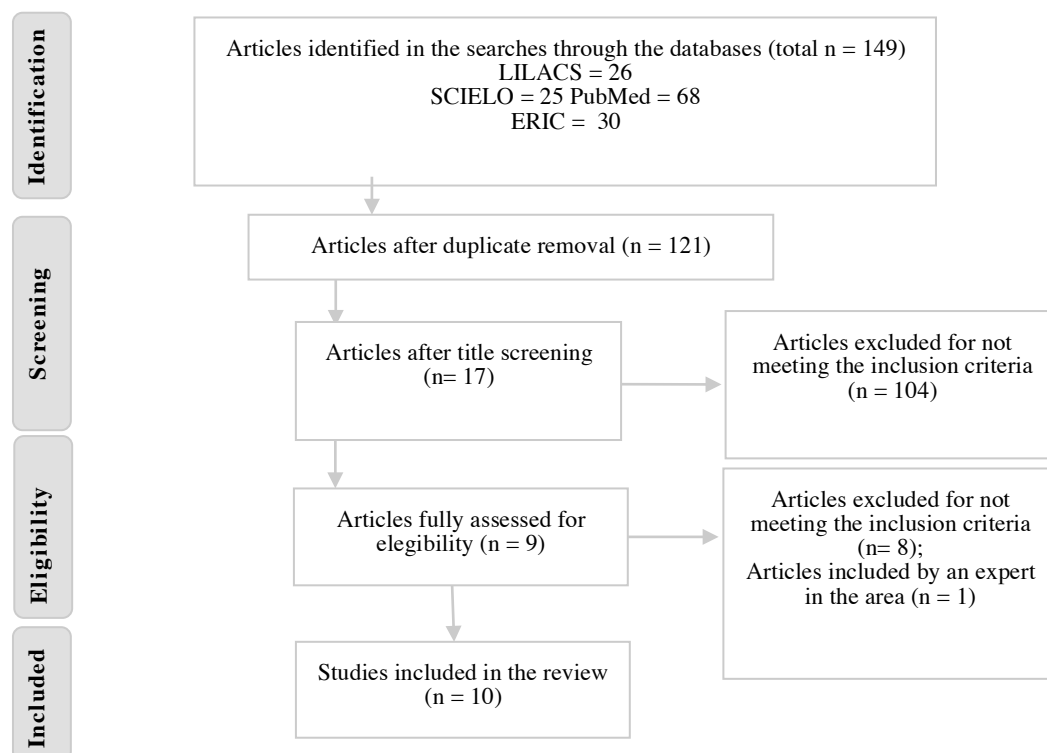 Identification
Articles identified in the searches through the databases (total n = 149)
LILACS = 26
SCIELO = 25 PubMed = 68
ERIC = 30
Screening
Articles after duplicate removal (n = 121)
Articles after title screening
(n= 17)
Articles excluded for not
meeting the inclusion criteria
(n = 104)
Eligibility
Articles fully assessed for
elegibility (n = 9)
Articles excluded for not
meeting the inclusion criteria
(n= 8);
Articles included by an expert
in the area (n = 1)
Included
Studies included in the review
(n = 10)